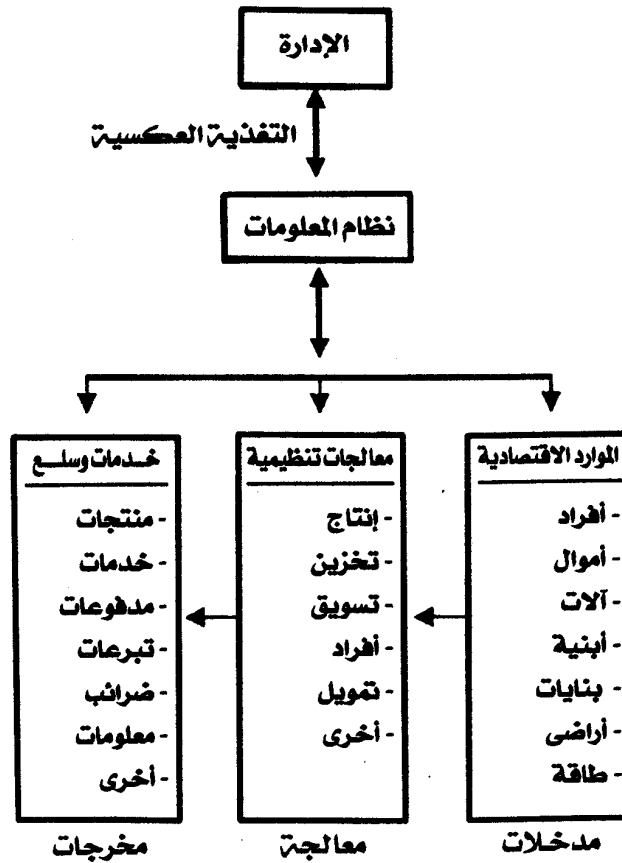 الإدارة
التغذية العكسية
نظام المعلومات
الموارد الاقتصادية
- أفراد
- أموال
- آلات
- أبنية
- بنايات
- أراضى
- طاقة
مدخلات
معالجات تنظيمية
- إنتاج
- تخزين
- تسويق
- أفراد
- تمويل
- أخرى
معالجة
خدمات وسلع
- منتجات
- خدمات
- مدفوعات
- تبرعات
- ضرائب
- معلومات
- أخرى
مخرجات